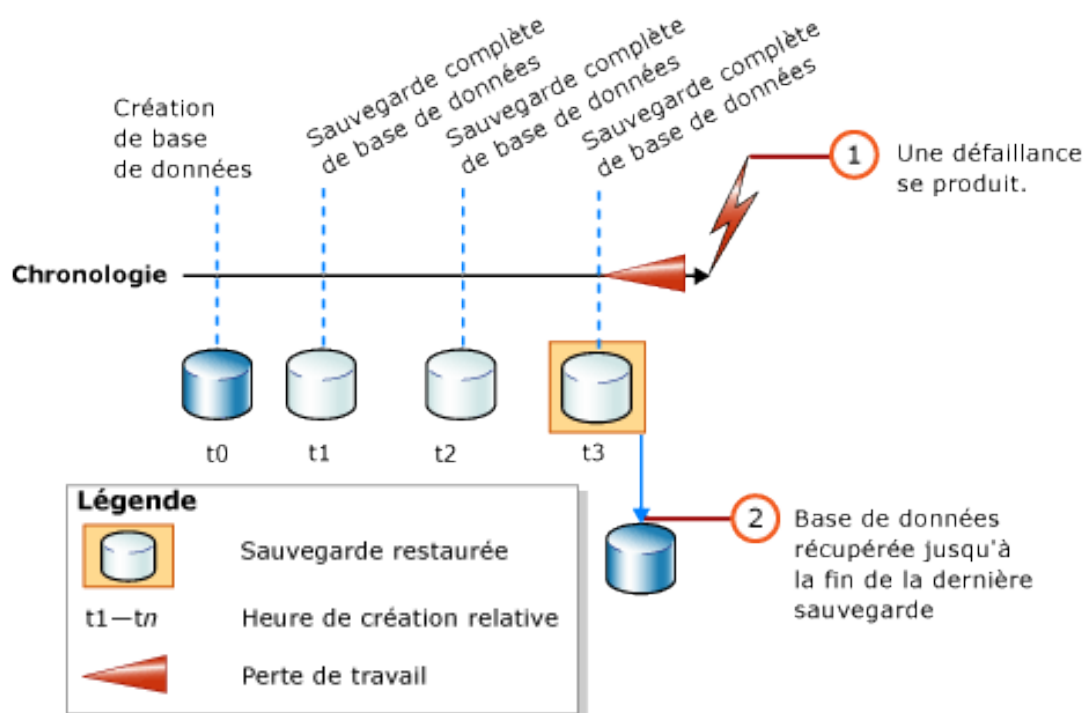 Création
de base
de données
Sauvegarde complète
de base de données
Sauvegarde complète
de base de données
Sauvegarde complète
de base de données
1
Une défaillance
se produit.
Chronologie
t0
t1
t2
t3
2
Base de données
récupérée jusqu'à
la fin de la dernière
sauvegarde
Légende
Sauvegarde restaurée
t1—tn
Heure de création relative
Perte de travail